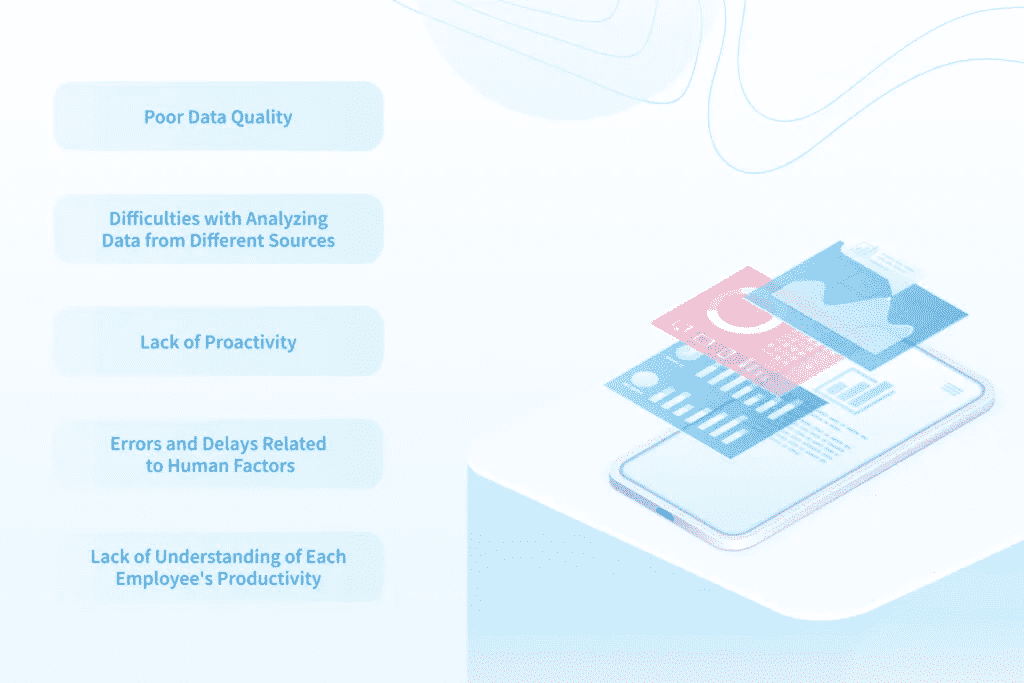 Poor Data Quality
Difficulties with Analyzing
Data from Different Sources
Lack of Proactivity
Errors and Delays Related
to Human Factors
Lack of Understanding of Each
Employee's Productivity